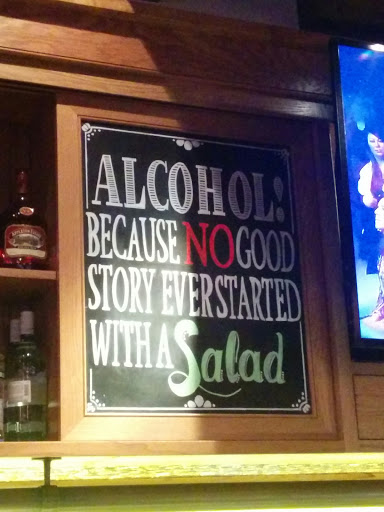 ALCOHOL!
BECAUSE NO GOOD
STORY EVER STARTED
WITH A Salad